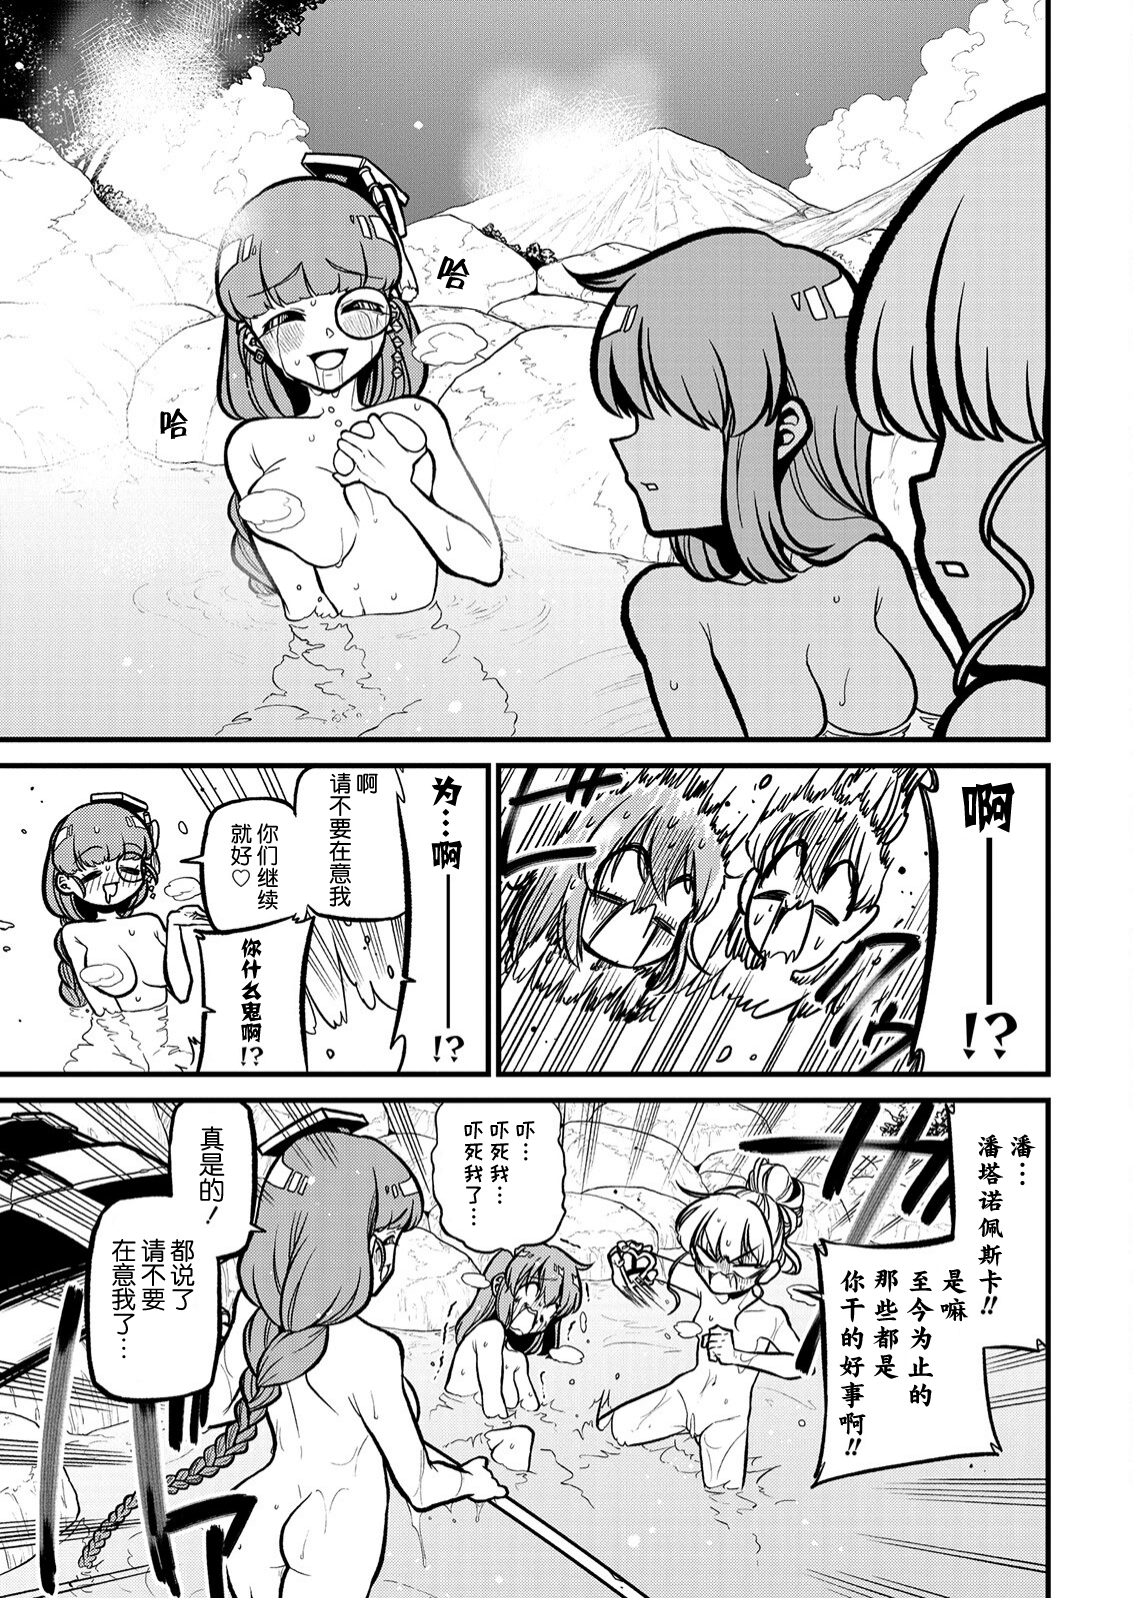 哈
哈
啊——!?
为…啊——!?
啊
请不要在意我
你们继续
就好♡
你什么鬼啊!?
潘…
潘塔诺佩斯卡!!
是嘛
至今为止的
那些都是
你干的好事啊!!
吓…
吓死我…
吓死我了…
真是的!
都说了
请不要
在意我了…